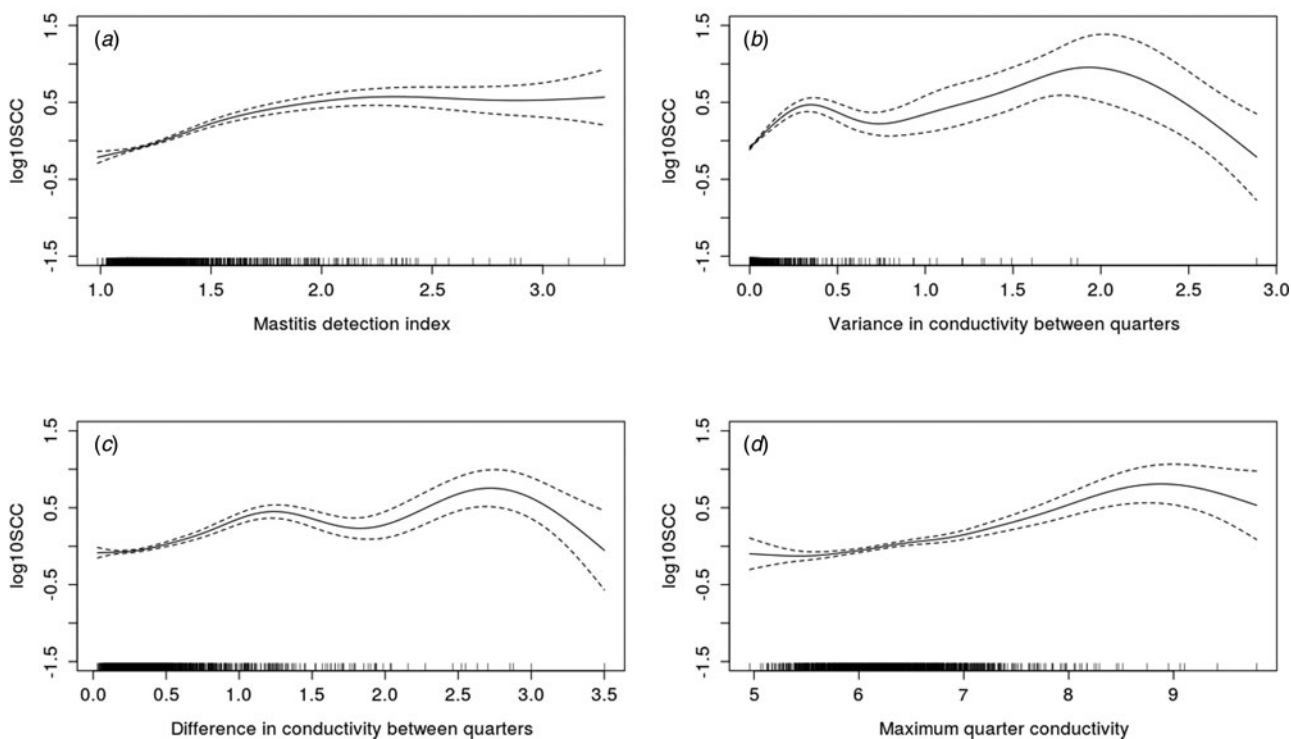 (a)
1.5
0.5
-0.5
-1.5
log10SCC
1.0 1.5 2.0 2.5 3.0
Mastitis detection index
(b)
1.5
0.5
-0.5
-1.5
log10SCC
0.0 0.5 1.0 1.5 2.0 2.5 3.0
Variance in conductivity between quarters
(c)
1.5
0.5
-0.5
-1.5
log10SCC
0.0 0.5 1.0 1.5 2.0 2.5 3.0 3.5
Difference in conductivity between quarters
(d)
1.5
0.5
-0.5
-1.5
log10SCC
5 6 7 8 9
Maximum quarter conductivity